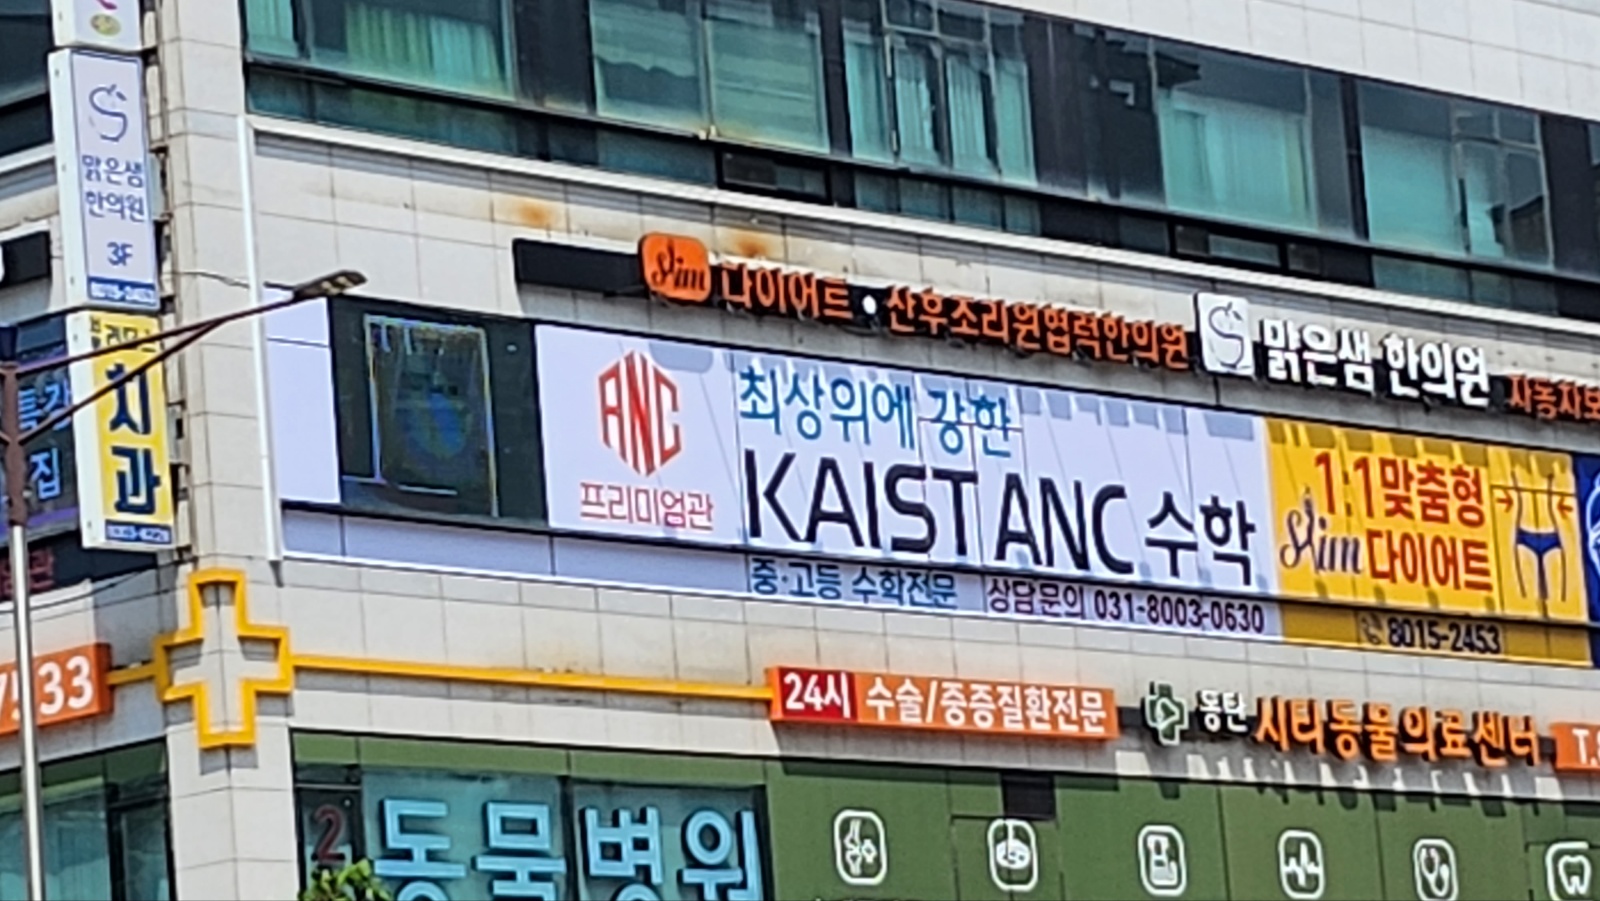 맑은샘
한의원
3F
치과
Slim 다이어트 · 산후조리원협력한의원
맑은샘 한의원
ANC
프리미엄관
최상위에 강한
KAIST ANC 수학
중·고등 수학전문
상담문의 031-8003-0630
1:1맞춤형
Slim 다이어트
8015-2453
33
24시 수술/중증질환전문
동탄 시티동물의료센터
T.
2
동물병원